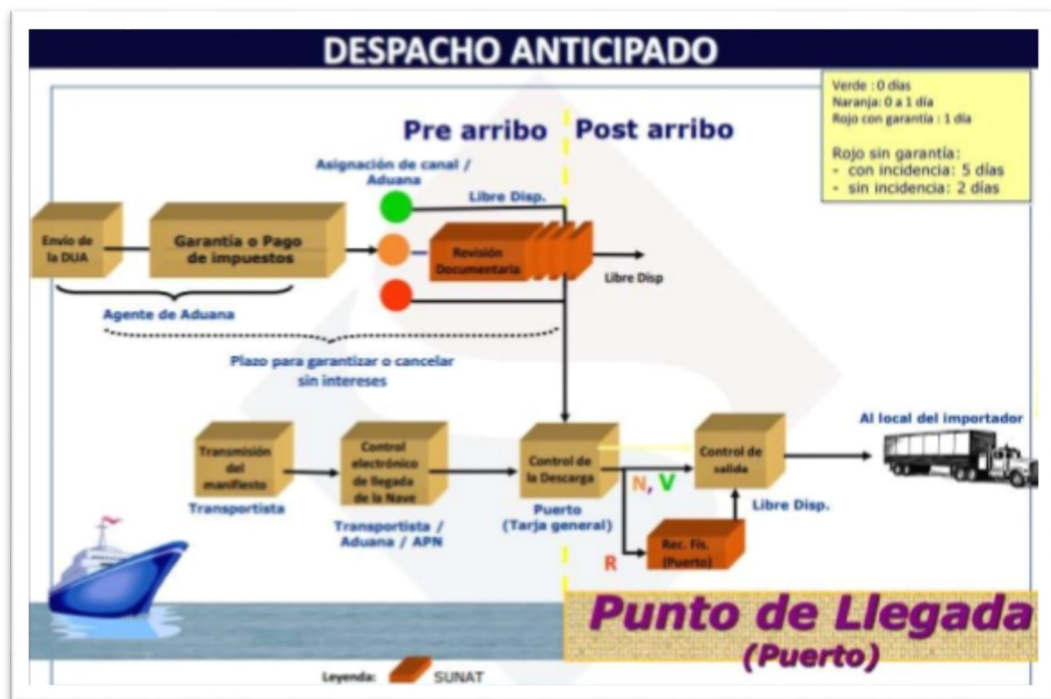 DESPACHO ANTICIPADO
Verde : 0 días
Naranja: 0 a 1 día
Rojo con garantía : 1 día
Rojo sin garantía:
- con incidencia: 5 días
- sin incidencia: 2 días
Pre arribo
Post arribo
Asignación de canal /
Aduana
Libre Disp.
Envío de
la DUA
Garantía o Pago
de impuestos
Revisión
Documentaria
Libre Disp
Agente de Aduana
Plazo para garantizar o cancelar
sin intereses
Al local del importador
Transmisión
del
manifiesto
Control
electrónico
de llegada
de la Nave
Control de
la Descarga
Control de
salida
N, V
Transportista
Transportista /
Aduana / APN
Puerto
(Tarja general)
Libre Disp.
R
Rec. Fís.
(Puerto)
Punto de Llegada
(Puerto)
Leyenda:
SUNAT